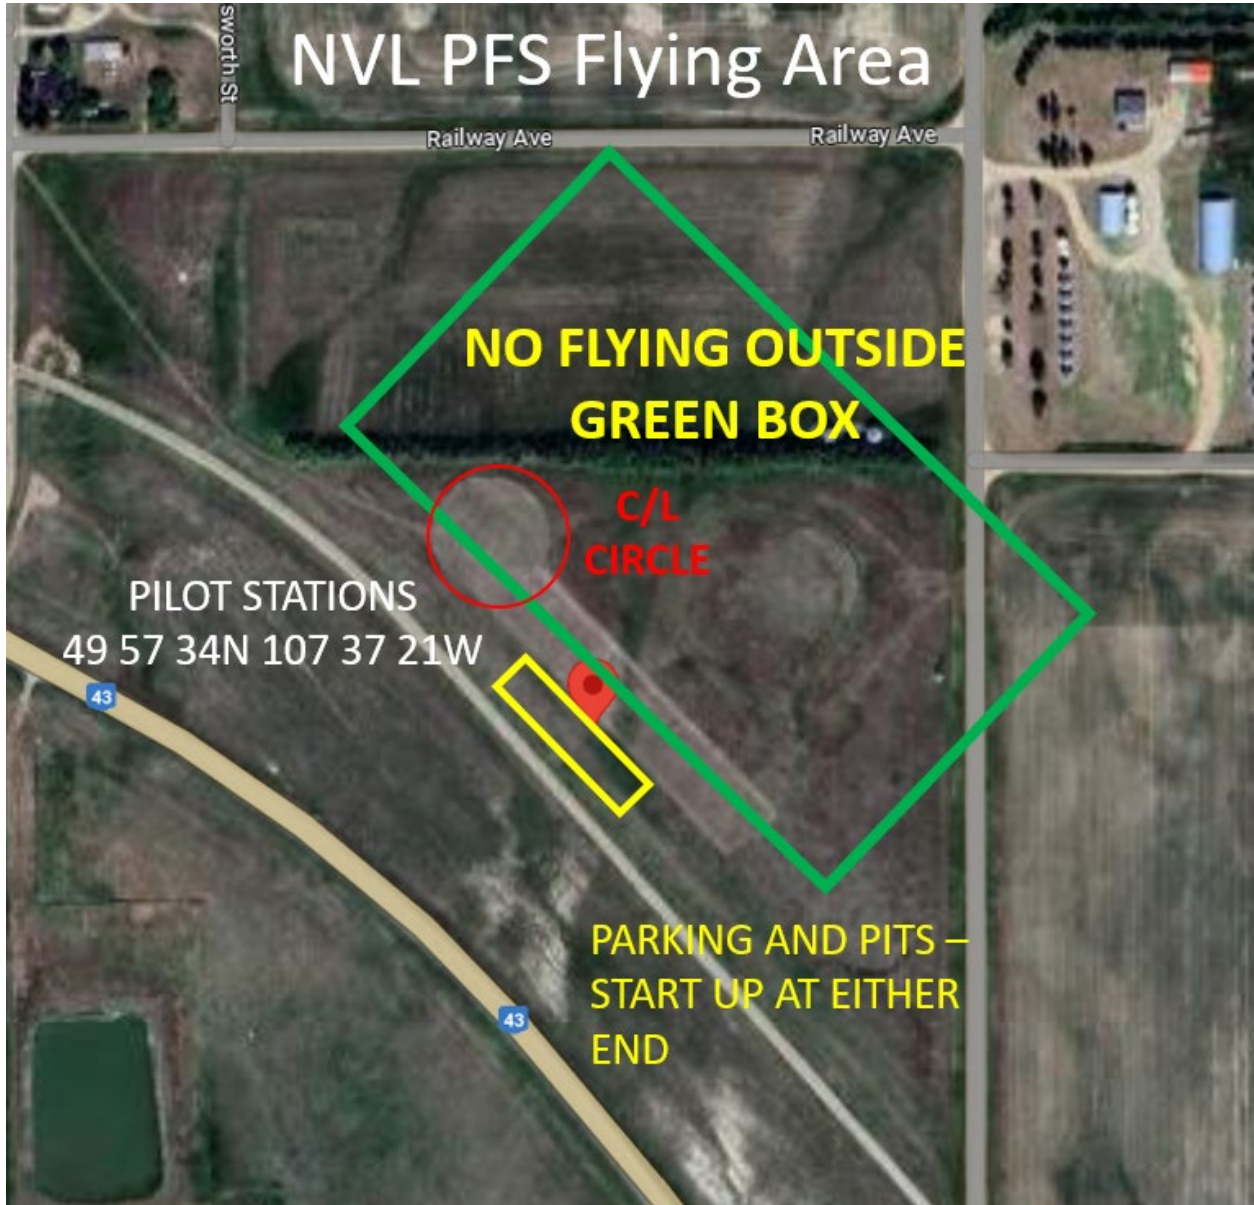 sworth St
NVL PFS Flying Area
Railway Ave
Railway Ave
NO FLYING OUTSIDE
GREEN BOX
C/L
CIRCLE
PILOT STATIONS
49 57 34N 107 37 21W
43
PARKING AND PITS –
START UP AT EITHER
END
43